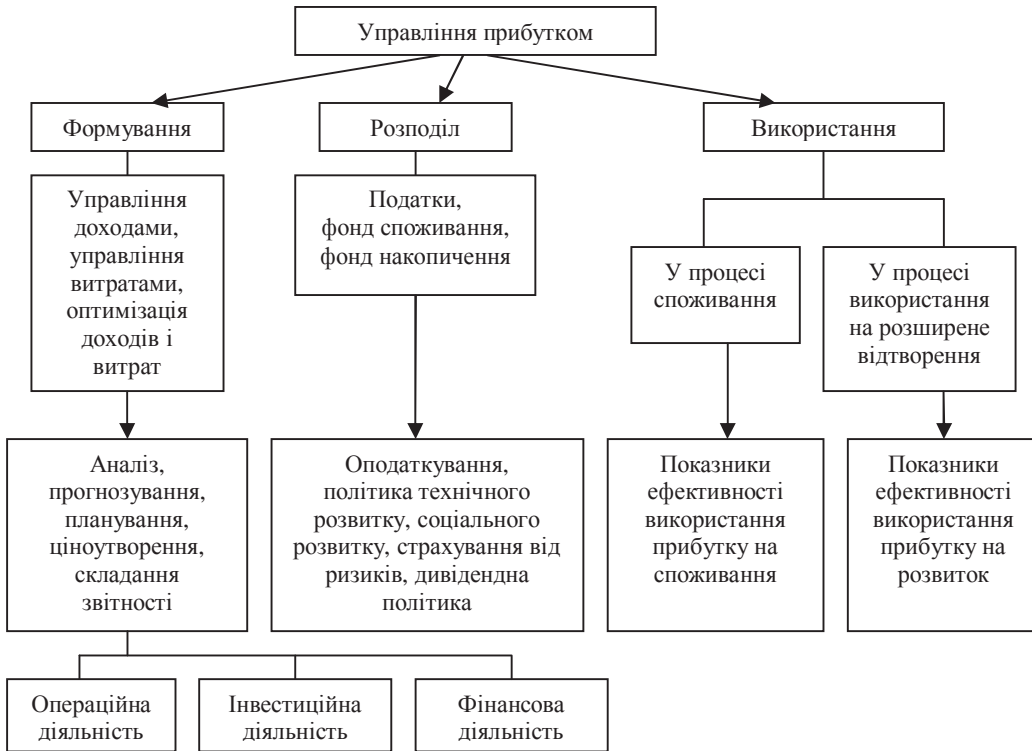 Управління прибутком
Формування
Розподіл
Використання
Управління
доходами,
управління
витратами,
оптимізація
доходів і
витрат
Податки,
фонд споживання,
фонд накопичення
У процесі
споживання
У процесі
використання
на розширене
відтворення
Аналіз,
прогнозування,
планування,
ціноутворення,
складання
звітності
Оподаткування,
політика технічного
розвитку, соціального
розвитку, страхування від
ризиків, дивідендна
політика
Показники
ефективності
використання
прибутку на
споживання
Показники
ефективності
використання
прибутку на
розвиток
Операційна
діяльність
Інвестиційна
діяльність
Фінансова
діяльність